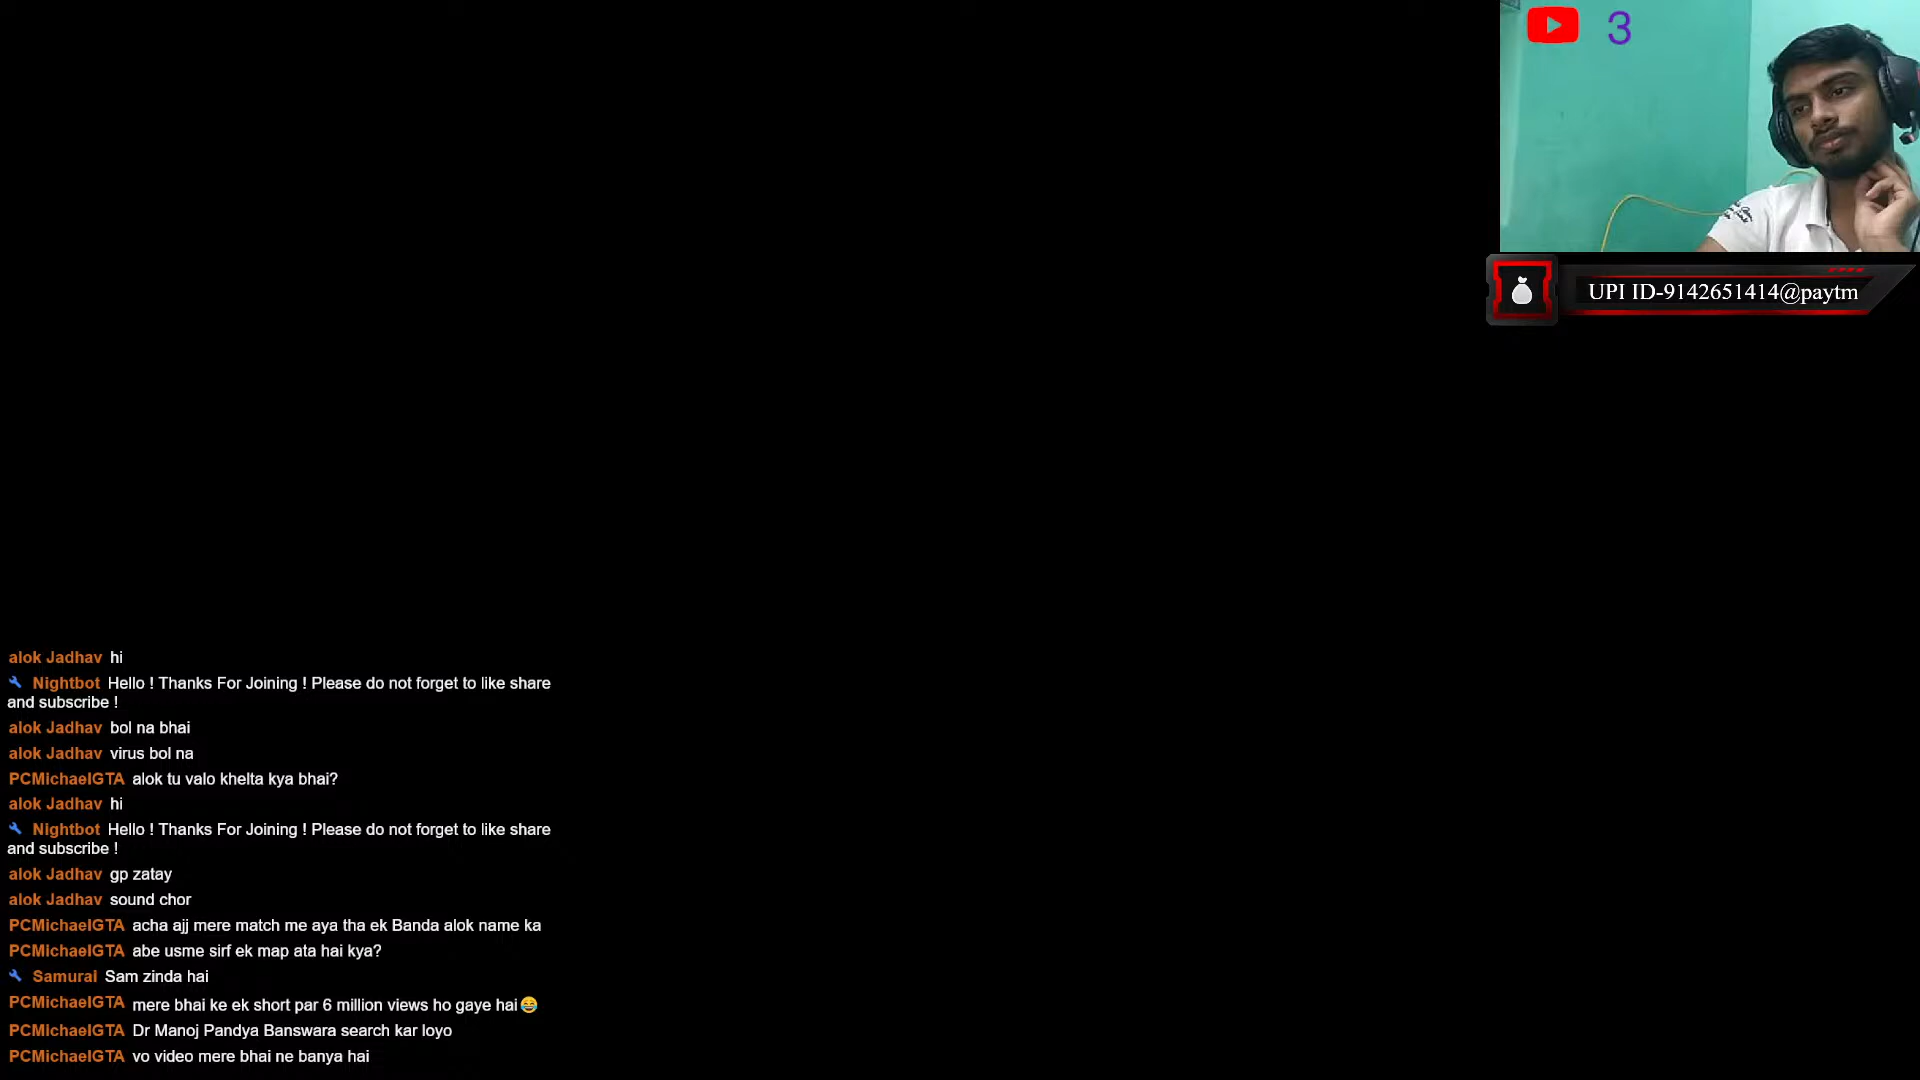 3
UPI ID-9142651414@paytm
alok Jadhav hi
Nightbot Hello ! Thanks For Joining ! Please do not forget to like share
and subscribe !
alok Jadhav bol na bhai
alok Jadhav virus bol na
PCMichaelGTA alok tu valo khelta kya bhai?
alok Jadhav hi
Nightbot Hello ! Thanks For Joining ! Please do not forget to like share
and subscribe !
alok Jadhav gp zatay
alok Jadhav sound chor
PCMichaelGTA acha ajj mere match me aya tha ek Banda alok name ka
PCMichaelGTA abe usme sirf ek map ata hai kya?
Samurai Sam zinda hai
PCMichaelGTA mere bhai ke ek short par 6 million views ho gaye hai😂
PCMichaelGTA Dr Manoj Pandya Banswara search kar loyo
PCMichaelGTA vo video mere bhai ne banya hai